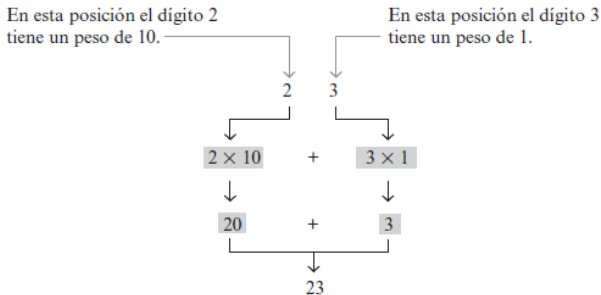 En esta posición el dígito 2
tiene un peso de 10.
En esta posición el dígito 3
tiene un peso de 1.
2 3
2 × 10 + 3 × 1
20 + 3
23